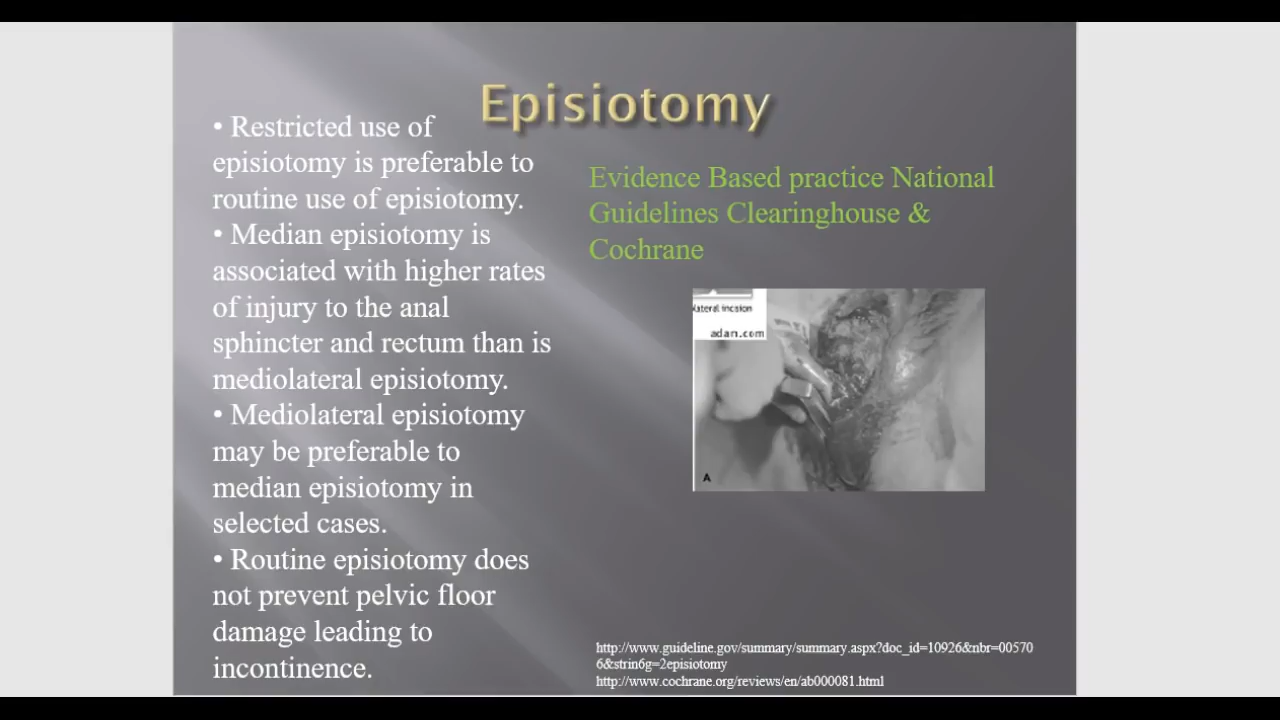 Episiotomy
• Restricted use of
episiotomy is preferable to
routine use of episiotomy.
• Median episiotomy is
associated with higher rates
of injury to the anal
sphincter and rectum than is
mediolateral episiotomy.
• Mediolateral episiotomy
may be preferable to
median episiotomy in
selected cases.
• Routine episiotomy does
not prevent pelvic floor
damage leading to
incontinence.
Evidence Based practice National
Guidelines Clearinghouse &
Cochrane
lateral incision
adam.com
A
http://www.guideline.gov/summary/summary.aspx?doc_id=10926&nbr=00570
6&strin6g=2episiotomy
http://www.cochrane.org/reviews/en/ab000081.html